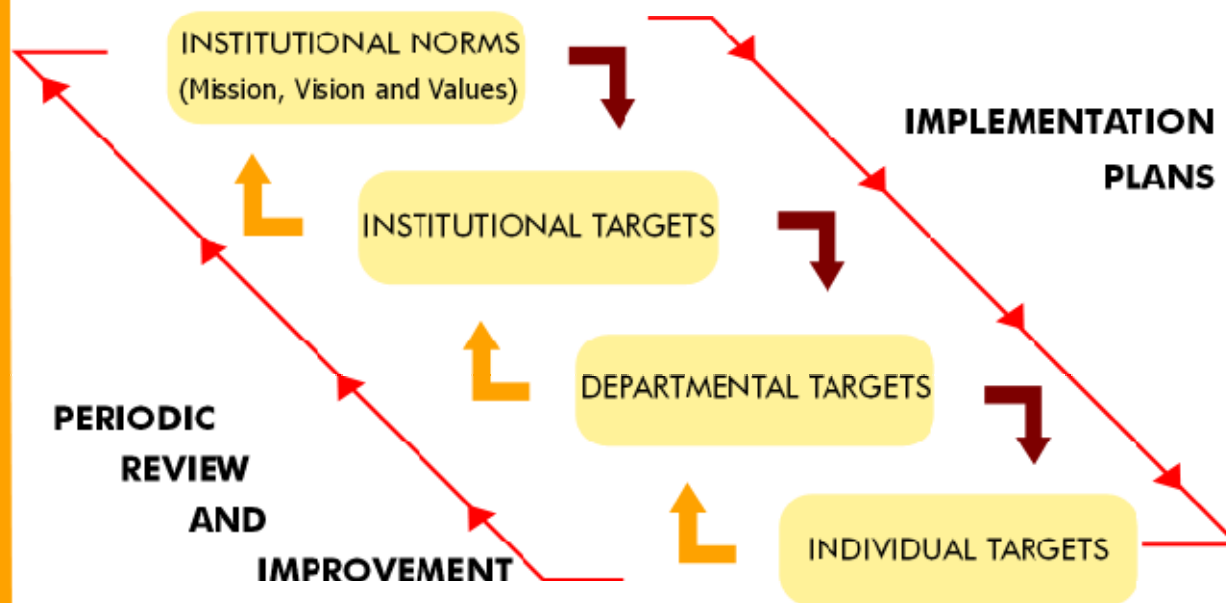 INSTITUTIONAL NORMS
(Mission, Vision and Values)
IMPLEMENTATION
PLANS
INSTITUTIONAL TARGETS
DEPARTMENTAL TARGETS
PERIODIC
REVIEW
AND
IMPROVEMENT
INDIVIDUAL TARGETS